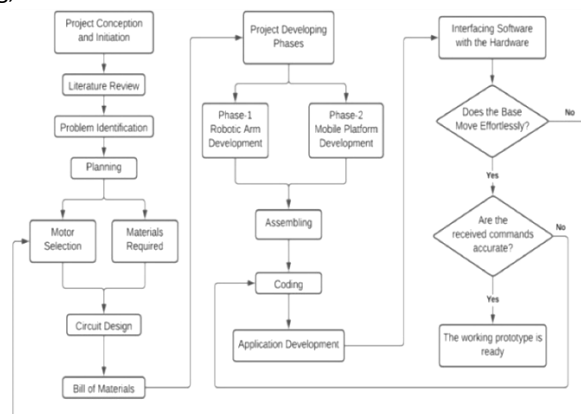 Project Conception
and Initiation
Literature Review
Problem Identification
Planning
Motor
Selection
Materials
Required
Circuit Design
Bill of Materials
Project Developing
Phases
Phase-1
Robotic Arm
Development
Phase-2
Mobile Platform
Development
Assembling
Coding
Application Development
Interfacing Software
with the Hardware
Does the Base
Move Effortlessly?
No
Yes
Are the
received commands
accurate?
No
Yes
The working prototype is
ready